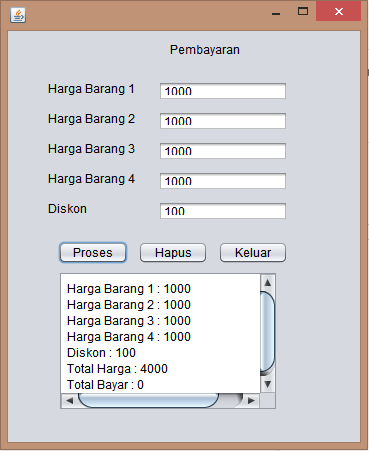 Pembayaran
Harga Barang 1 1000
Harga Barang 2 1000
Harga Barang 3 1000
Harga Barang 4 1000
Diskon 100
Proses Hapus Keluar
Harga Barang 1 : 1000
Harga Barang 2 : 1000
Harga Barang 3 : 1000
Harga Barang 4 : 1000
Diskon : 100
Total Harga : 4000
Total Bayar : 0